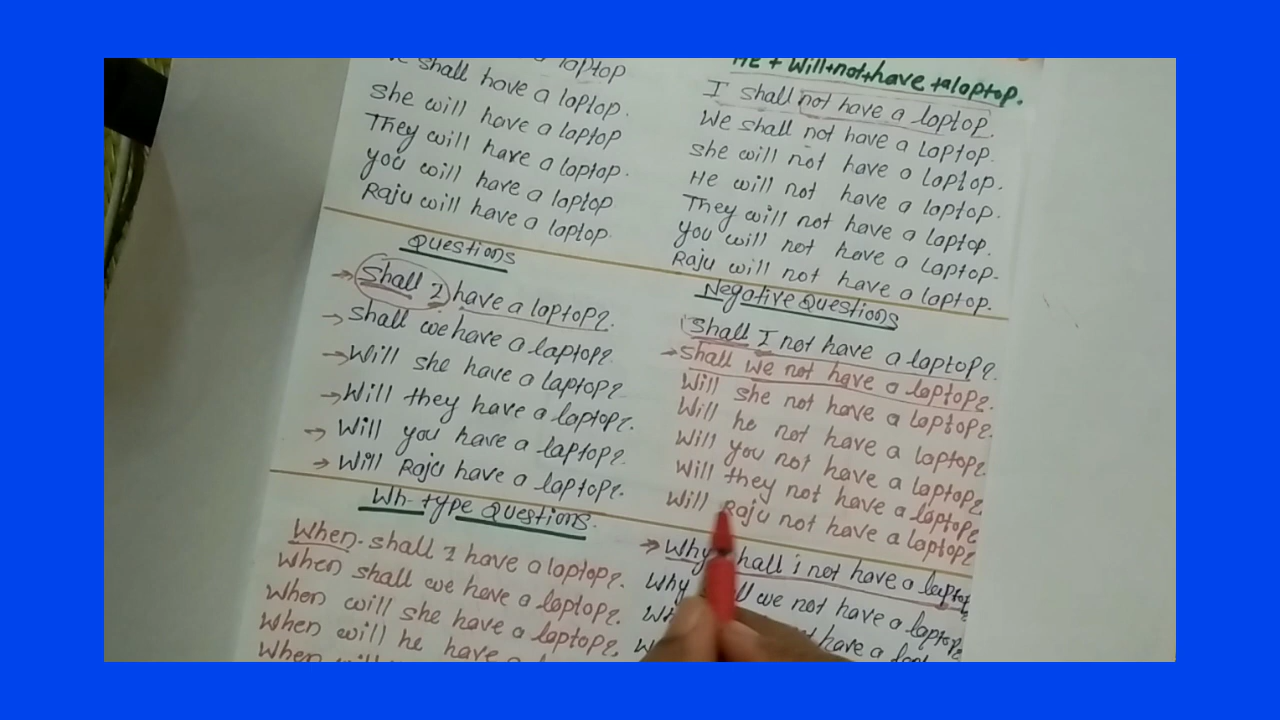 laptop
shall have a laptop.
she will have a laptop
They will have a laptop.
you will have a laptop
Raju will have a laptop.
Questions
→ Shall I have a laptop?
→ shall we have a laptop?
→ Will she have a laptop?
→ Will they have a laptop?
→ Will you have a laptop?
→ Will Raju have a laptop?
Wh-type Questions.
When shall I have a laptop?
When shall we have a laptop?
When will she have a laptop?
When will he have a
When
He + Will+not+have +a laptop.
I shall not have a laptop.
We shall not have a laptop.
she will not have a laptop.
He will not have a laptop.
They will not have a laptop.
you will not have a laptop.
Raju will not have a laptop.
Negative Questions
Shall I not have a laptop?
→ Shall we not have a laptop?
Will she not have a laptop?
Will he not have a laptop?
Will you not have a laptop?
Will they not have a laptop?
Will Raju not have a laptop?
→ Why shall i not have a laptop
Why we not have a laptop?
have a